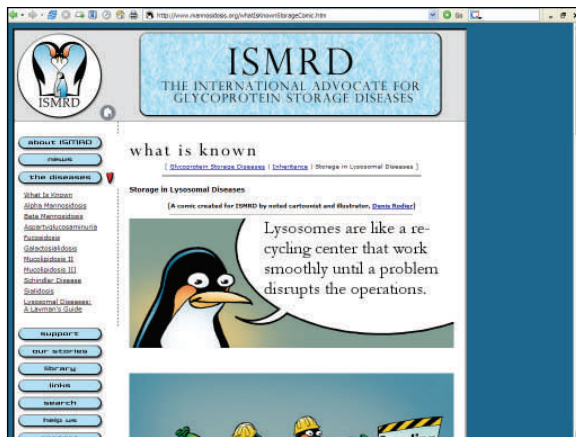 http://www.mannosidosis.org/whatIsKnownStorageComic.htm
Go
ISMRD
ISMRD
THE INTERNATIONAL ADVOCATE FOR
GLYCOPROTEIN STORAGE DISEASES
about ISMRD
news
the diseases
What Is Known
Alpha Mannosidosis
Beta Mannosidosis
Aspartylglucosaminuria
Fucosidosis
Galactosialidosis
Mucolipidosis II
Mucolipidosis III
Schindler Disease
Sialidosis
Lysosomal Diseases:
A Layman's Guide
support
our stories
library
links
search
help us
what is known
[ Glycoprotein Storage Diseases | Inheritance | Storage in Lysosomal Diseases ]
Storage in Lysosomal Diseases
[A comic created for ISMRD by noted cartoonist and illustrator, Denis Rodier]
Lysosomes are like a re-
cycling center that work
smoothly until a problem
disrupts the operations.